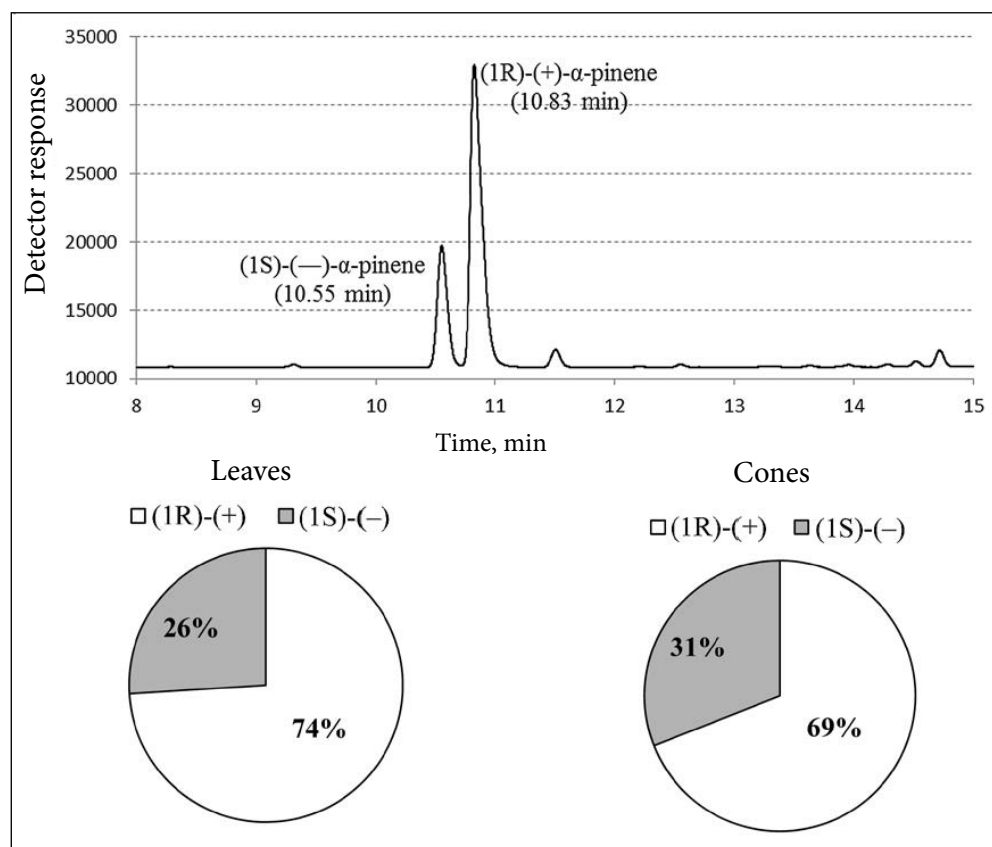 35000
30000
25000
20000
15000
10000
Detector response
(1R)-(+)-α-pinene
(10.83 min)
(1S)-(—)-α-pinene
(10.55 min)
8 9 10 11 12 13 14 15
Time, min
Leaves
(1R)-(+) (1S)-(–)
26%
74%
Cones
(1R)-(+) (1S)-(–)
31%
69%